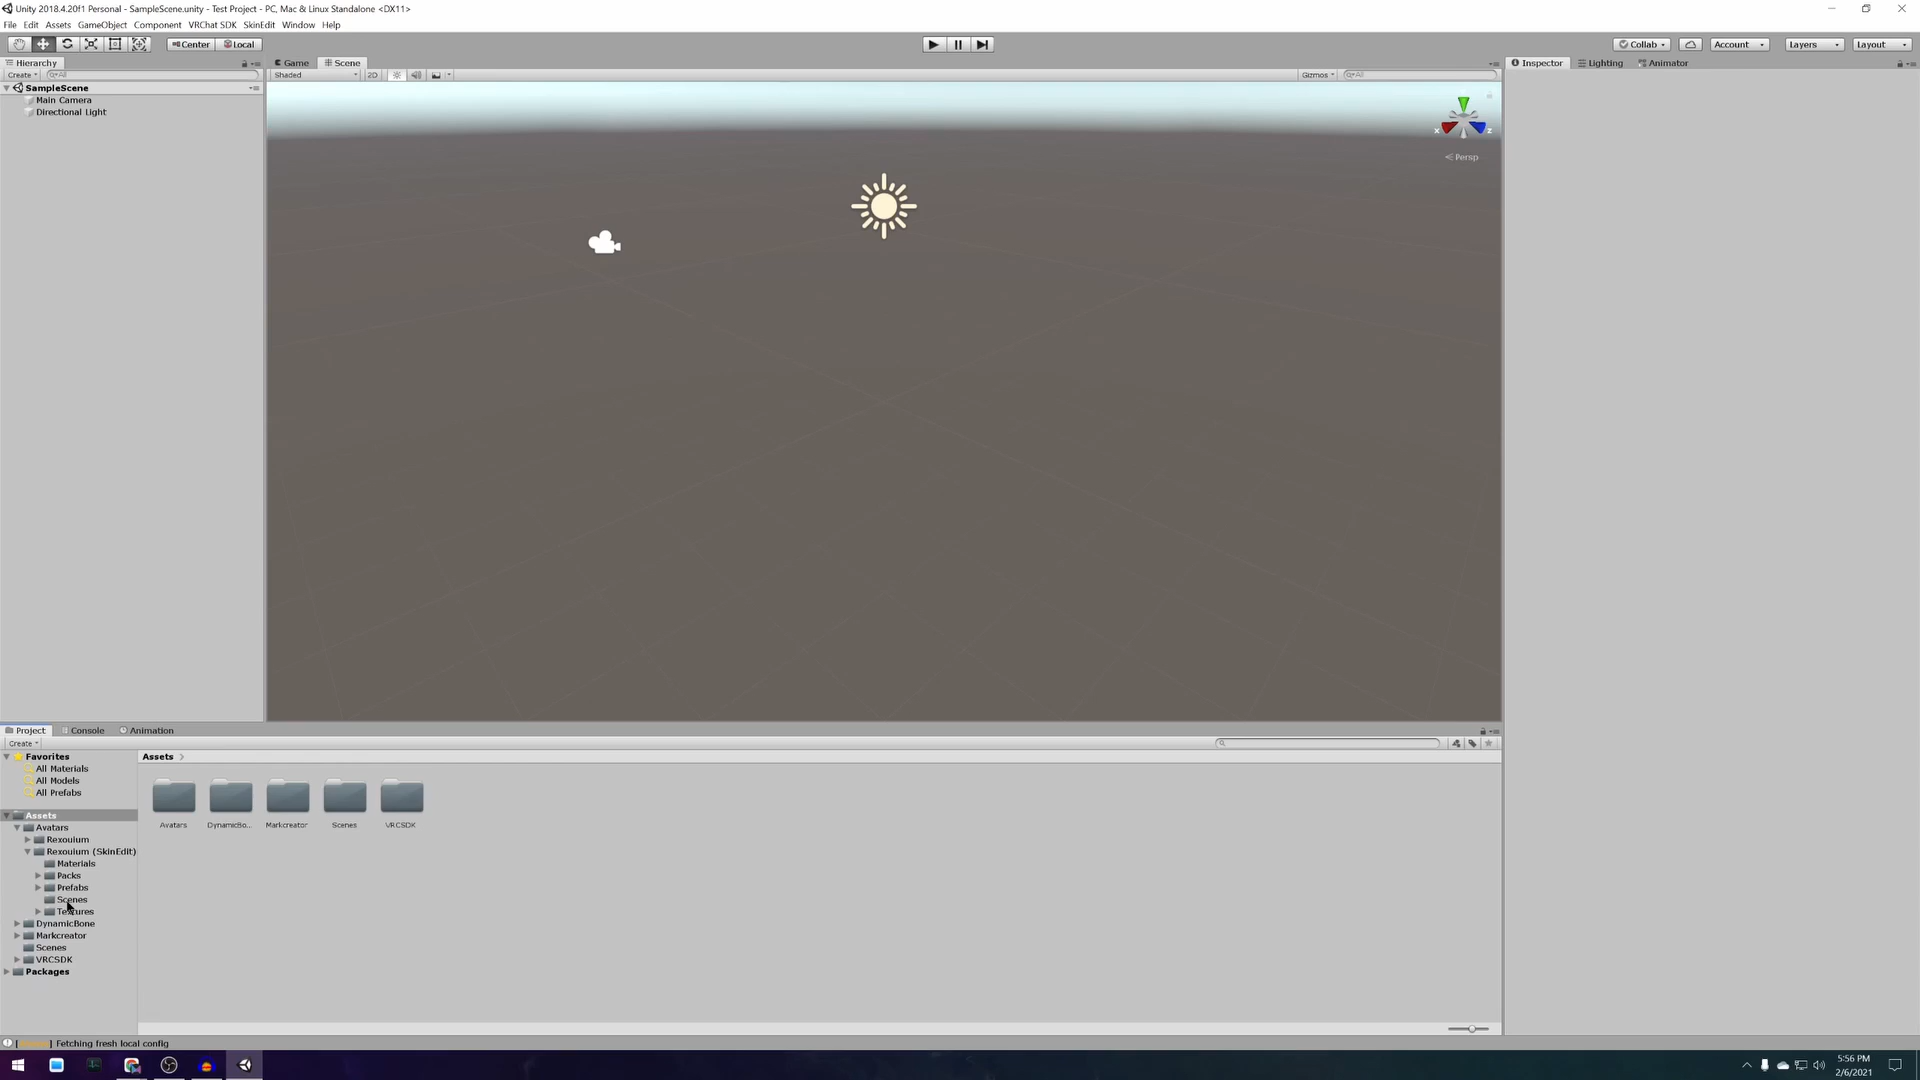 Unity 2018.4.20f1 Personal - SampleScene.unity - Test Project - PC, Mac & Linux Standalone <DX11>
File Edit Assets GameObject Component VRChat SDK SkinEdit Window Help
Center Local Collab Account Layers Layout
Hierarchy Game Scene Inspector Lighting Animator
Create All Shaded 2D Gizmos All
SampleScene
Main Camera
Directional Light
x z
Persp
Project Console Animation
Create
Favorites
All Materials
All Models
All Prefabs
Assets
Avatars
Rexouium
Rexouium (SkinEdit)
Materials
Packs
Prefabs
Scenes
Textures
DynamicBone
Markcreator
Scenes
VRCSDK
Packages
Assets
Avatars DynamicBo... Markcreator Scenes VRCSDK
Fetching fresh local config
5:56 PM
2/6/2021